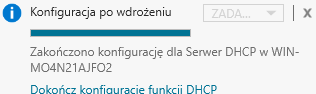 Konfiguracja po wdrożeniu ZADA... X
Zakończono konfigurację dla Serwer DHCP w WIN-
MO4N21AJFO2
Dokończ konfigurację funkcji DHCP